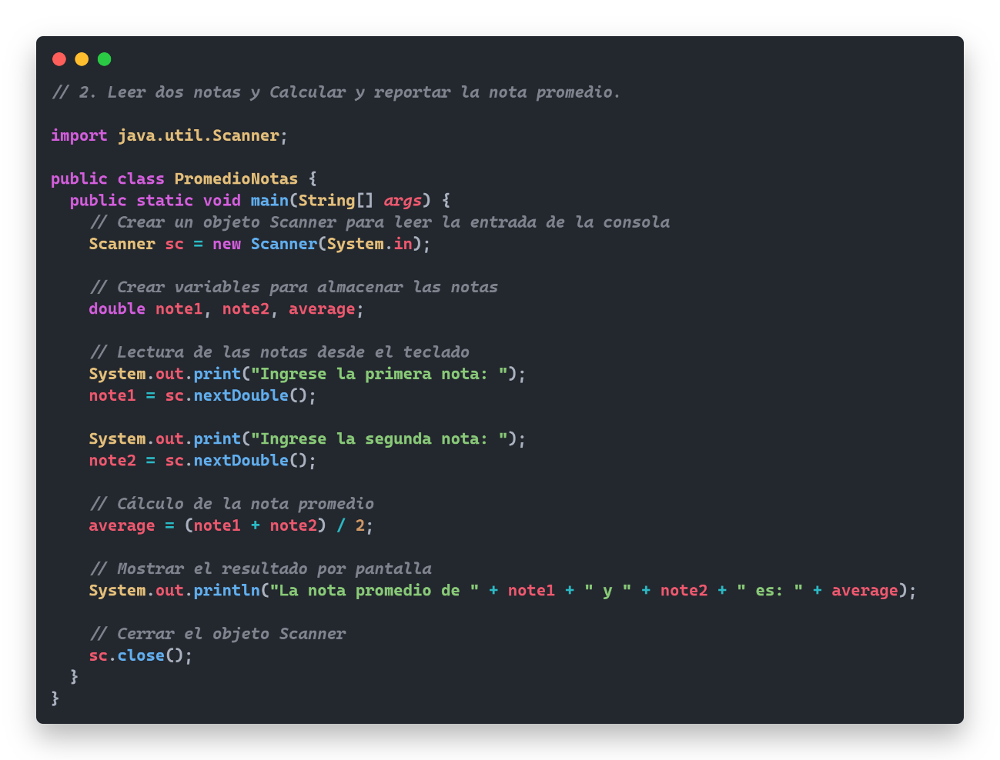 // 2. Leer dos notas y Calcular y reportar la nota promedio.
import java.util.Scanner;
public class PromedioNotas {
public static void main(String[] args) {
// Crear un objeto Scanner para leer la entrada de la consola
Scanner sc = new Scanner(System.in);
// Crear variables para almacenar las notas
double note1, note2, average;
// Lectura de las notas desde el teclado
System.out.print("Ingrese la primera nota: ");
note1 = sc.nextDouble();
System.out.print("Ingrese la segunda nota: ");
note2 = sc.nextDouble();
// Cálculo de la nota promedio
average = (note1 + note2) / 2;
// Mostrar el resultado por pantalla
System.out.println("La nota promedio de " + note1 + " y " + note2 + " es: " + average);
// Cerrar el objeto Scanner
sc.close();
}
}